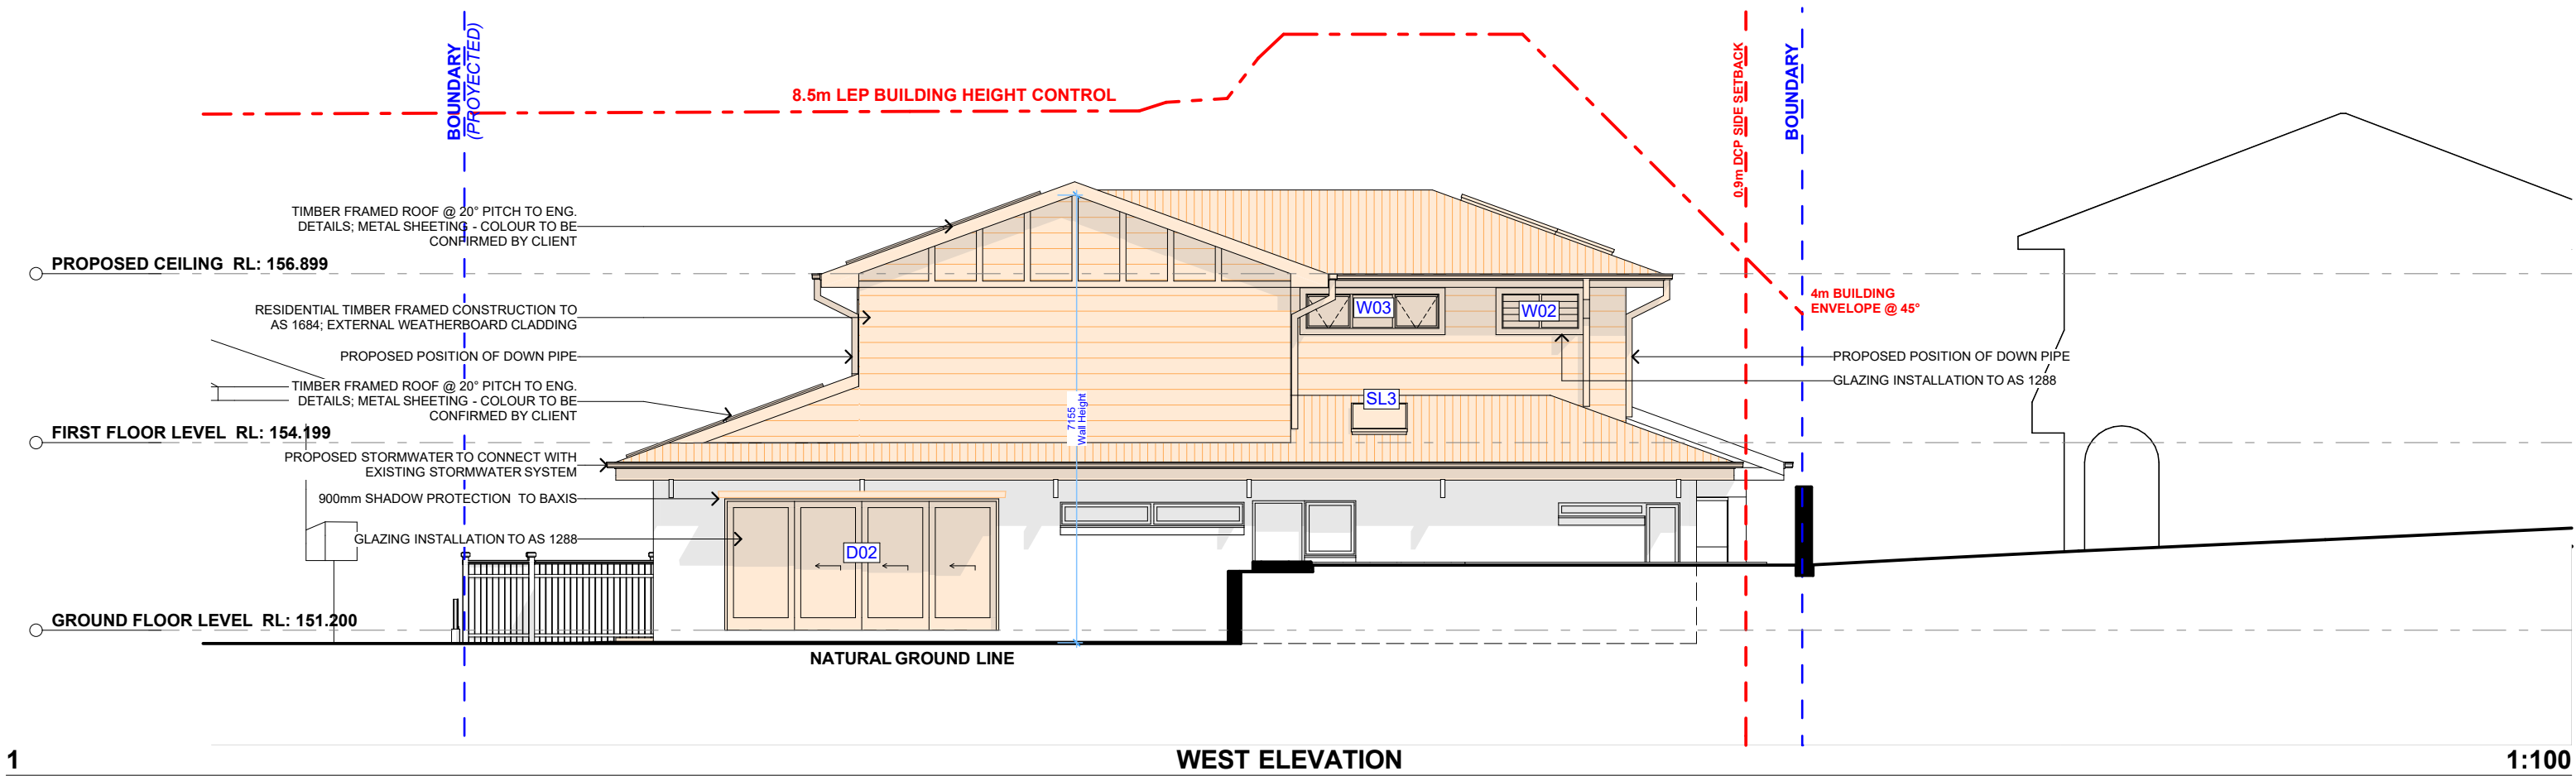 BOUNDARY
(PROYECTED)
8.5m LEP BUILDING HEIGHT CONTROL
0.9m DCP SIDE SETBACK
BOUNDARY
TIMBER FRAMED ROOF @ 20° PITCH TO ENG.
DETAILS; METAL SHEETING - COLOUR TO BE
CONFIRMED BY CLIENT
PROPOSED CEILING RL: 156.899
RESIDENTIAL TIMBER FRAMED CONSTRUCTION TO
AS 1684; EXTERNAL WEATHERBOARD CLADDING
W03
W02
4m BUILDING
ENVELOPE @ 45°
PROPOSED POSITION OF DOWN PIPE
PROPOSED POSITION OF DOWN PIPE
GLAZING INSTALLATION TO AS 1288
TIMBER FRAMED ROOF @ 20° PITCH TO ENG.
DETAILS; METAL SHEETING - COLOUR TO BE
CONFIRMED BY CLIENT
SL3
7155
Wall Height
FIRST FLOOR LEVEL RL: 154.199
PROPOSED STORMWATER TO CONNECT WITH
EXISTING STORMWATER SYSTEM
900mm SHADOW PROTECTION TO BAXIS
GLAZING INSTALLATION TO AS 1288
D02
GROUND FLOOR LEVEL RL: 151.200
NATURAL GROUND LINE
1
WEST ELEVATION
1:100